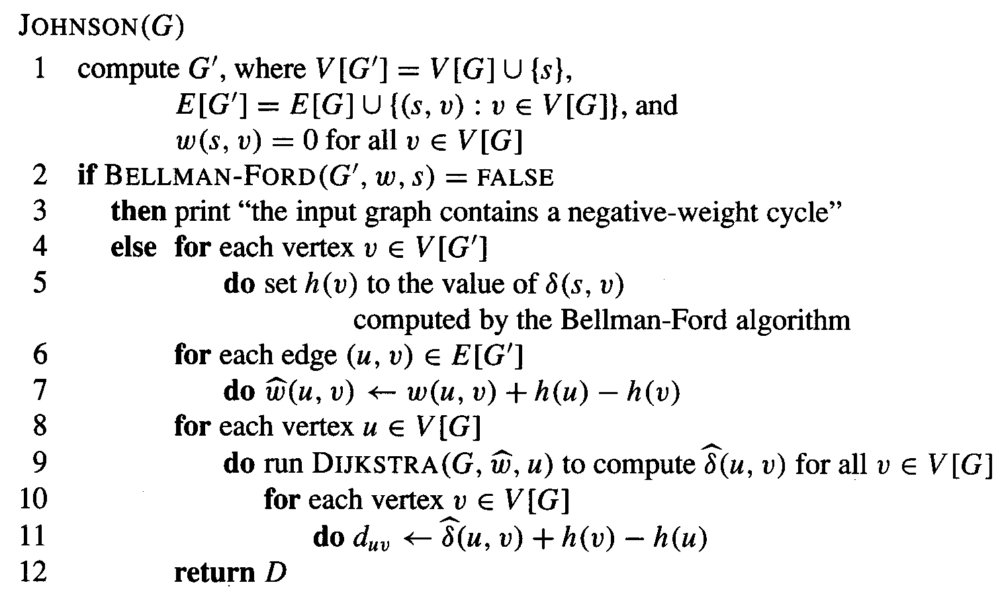 JOHNSON(G)
1 compute G′, where V[G′] = V[G] ∪ {s},
E[G′] = E[G] ∪ {(s, v) : v ∈ V[G]}, and
w(s, v) = 0 for all v ∈ V[G]
2 if BELLMAN-FORD(G′, w, s) = FALSE
3 then print “the input graph contains a negative-weight cycle”
4 else for each vertex v ∈ V[G′]
5 do set h(v) to the value of δ(s, v)
computed by the Bellman-Ford algorithm
6 for each edge (u, v) ∈ E[G′]
7 do ŵ(u, v) ← w(u, v) + h(u) − h(v)
8 for each vertex u ∈ V[G]
9 do run DIJKSTRA(G, ŵ, u) to compute δ̂(u, v) for all v ∈ V[G]
10 for each vertex v ∈ V[G]
11 do d_uv ← δ̂(u, v) + h(v) − h(u)
12 return D